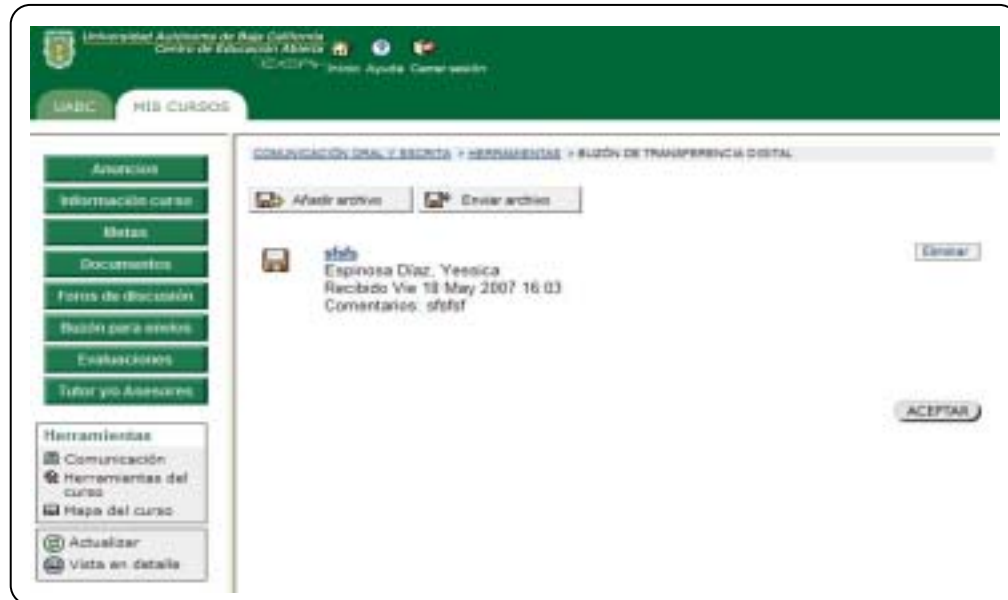 Universidad Autónoma de Baja California
Centro de Educación Abierta
Inicio Ayuda Cerrar sesión
UABC MIS CURSOS
COMUNICACIÓN ORAL Y ESCRITA > HERRAMIENTAS > BUZÓN DE TRANSFERENCIA DIGITAL
Anuncios
Información curso
Metas
Documentos
Foros de discusión
Buzón para envíos
Evaluaciones
Tutor y/o Asesores
Añadir archivo Enviar archivo
sfsfs
Eliminar
Espinosa Díaz, Yessica
Recibido Vie 18 May 2007 16:03
Comentarios: sfsfsf
ACEPTAR
Herramientas
Comunicación
Herramientas del
curso
Mapa del curso
Actualizar
Vista en detalle